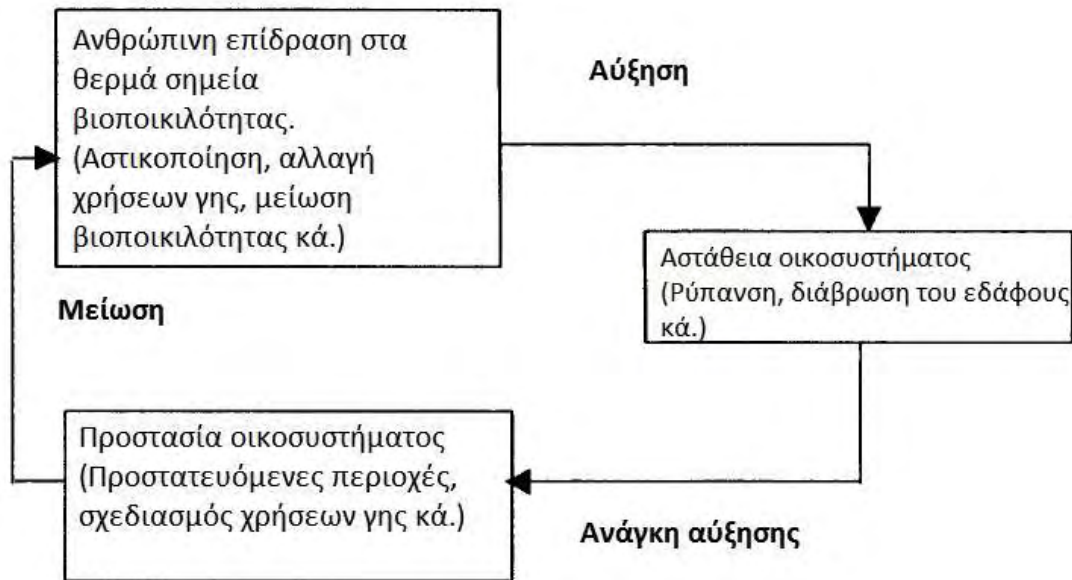 Ανθρώπινη επίδραση στα
θερμά σημεία
βιοποικιλότητας.
(Αστικοποίηση, αλλαγή
χρήσεων γης, μείωση
βιοποικιλότητας κά.)
Αύξηση
Αστάθεια οικοσυστήματος
(Ρύπανση, διάβρωση του εδάφους
κά.)
Μείωση
Προστασία οικοσυστήματος
(Προστατευόμενες περιοχές,
σχεδιασμός χρήσεων γης κά.)
Ανάγκη αύξησης